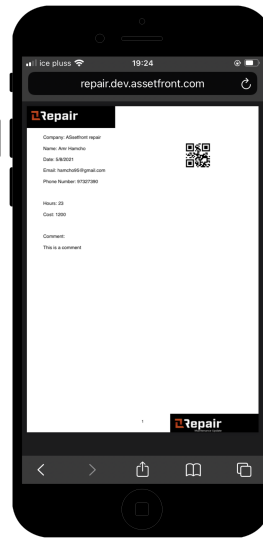 ice pluss 19:24
repair.dev.assetfront.com
Repair
Company: ASsetfront repair
Name: Amr Hamcho
Date: 5/8/2021
Email: hamcho95@gmail.com
Phone Number: 97327390
Hours: 23
Cost: 1200
Comment:
This is a comment
1
Repair